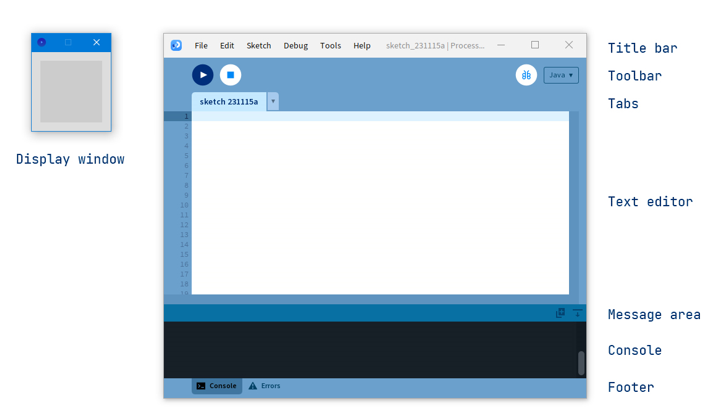 File Edit Sketch Debug Tools Help sketch_231115a | Process...
Title bar
Java ▾
Toolbar
sketch 231115a ▾
Tabs
1
2
3
4
5
6
7
8
9
10
11
12
13
14
15
16
17
18
Display window
Text editor
Message area
Console
Console Errors
Footer